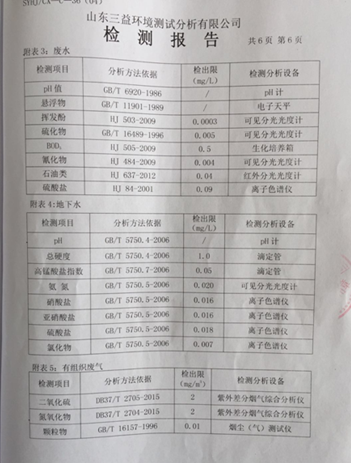 STHJ/CX-C-36（04）
山东三益环境测试分析有限公司
检 测 报 告 共6页 第6页
附表3：废水
检测项目 分析方法依据 检出限 (mg/L) 检测分析设备
pH值 GB/T 6920-1986 / pH计
悬浮物 GB/T 11901-1989 / 电子天平
挥发酚 HJ 503-2009 0.0003 可见分光光度计
硫化物 GB/T 16489-1996 0.005 可见分光光度计
BOD₅ HJ 505-2009 0.5 生化培养箱
氰化物 HJ 484-2009 0.004 可见分光光度计
石油类 HJ 637-2012 0.04 红外分光光度计
硫酸盐 HJ 84-2001 0.09 离子色谱仪
附表4:地下水
检测项目 分析方法依据 检出限 (mg/L) 检测分析设备
pH GB/T 5750.4-2006 / pH计
总硬度 GB/T 5750.4-2006 1.0 滴定管
高锰酸盐指数 GB/T 5750.7-2006 0.05 滴定管
氨 氮 GB/T 5750.5-2006 0.020 可见分光光度计
硝酸盐 GB/T 5750.5-2006 0.016 离子色谱仪
亚硝酸盐 GB/T 5750.5-2006 0.016 离子色谱仪
硫酸盐 GB/T 5750.5-2006 0.018 离子色谱仪
氯化物 GB/T 5750.5-2006 0.007 离子色谱仪
附表5：有组织废气
检测项目 分析方法依据 检出限 (mg/m³) 检测分析设备
二氧化硫 DB37/T 2705-2015 2 紫外差分烟气综合分析仪
氮氧化物 DB37/T 2704-2015 2 紫外差分烟气综合分析仪
颗粒物 GB/T 16157-1996 0.01 烟尘（气）测试仪